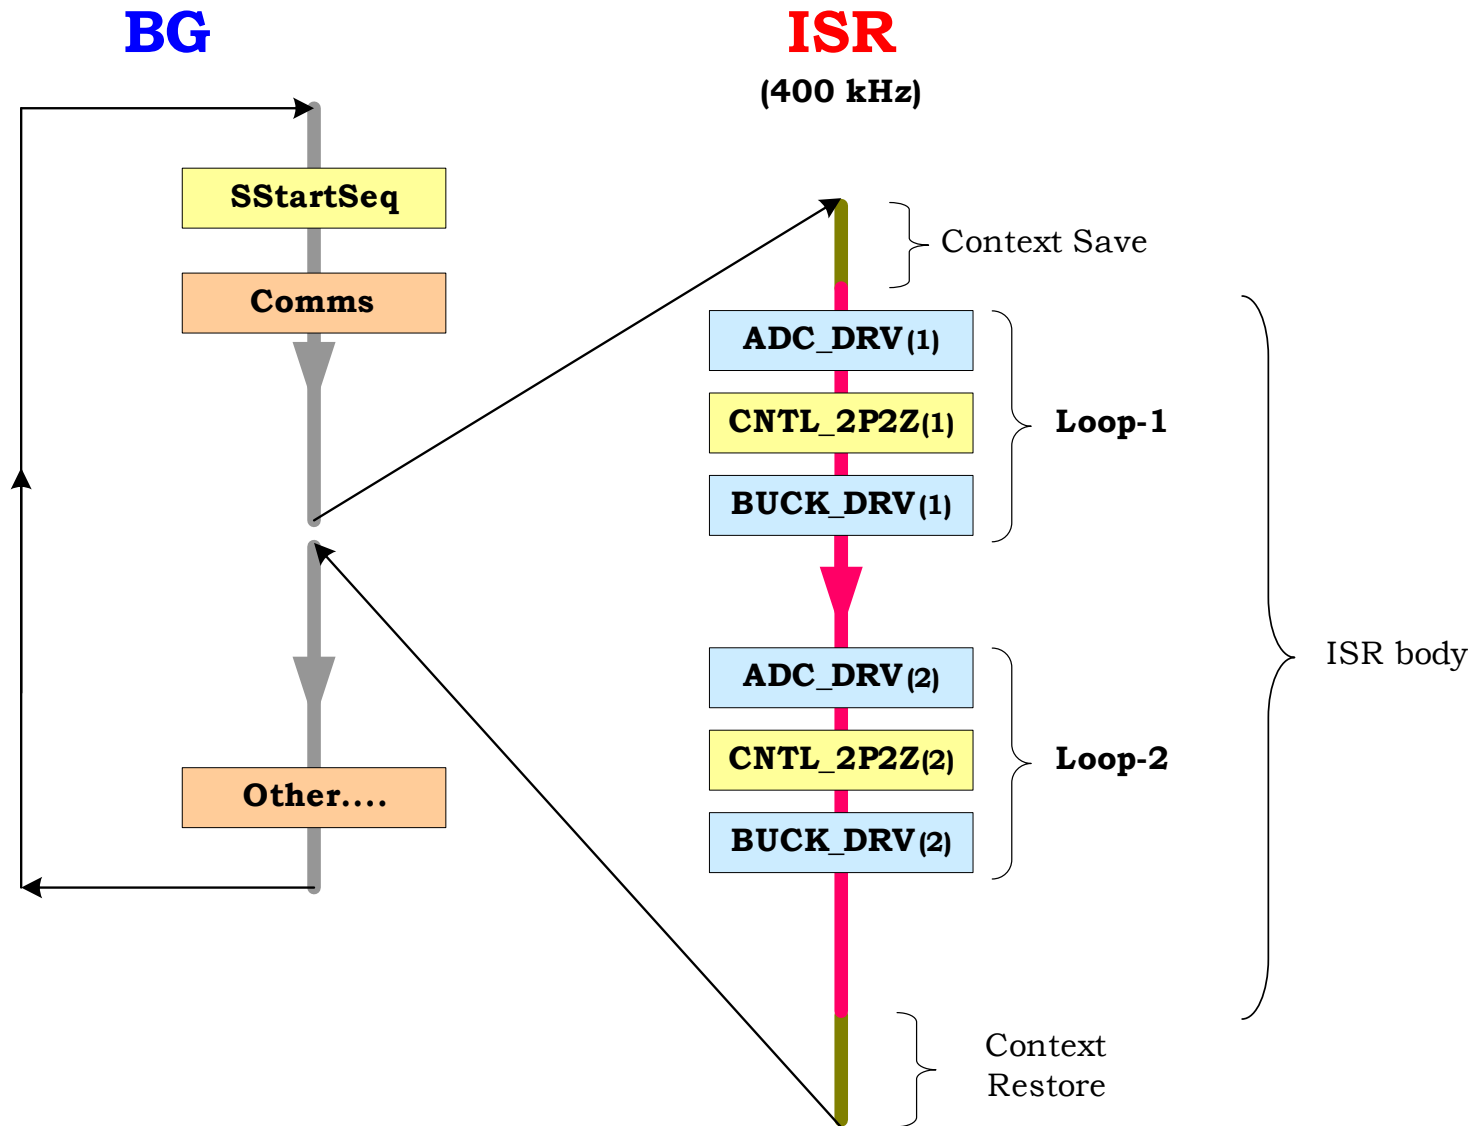 BG
ISR
(400 kHz)
SStartSeq
Comms
Other....
Context Save
ADC_DRV(1)
CNTL_2P2Z(1)
BUCK_DRV(1)
Loop-1
ADC_DRV(2)
CNTL_2P2Z(2)
BUCK_DRV(2)
Loop-2
ISR body
Context
Restore